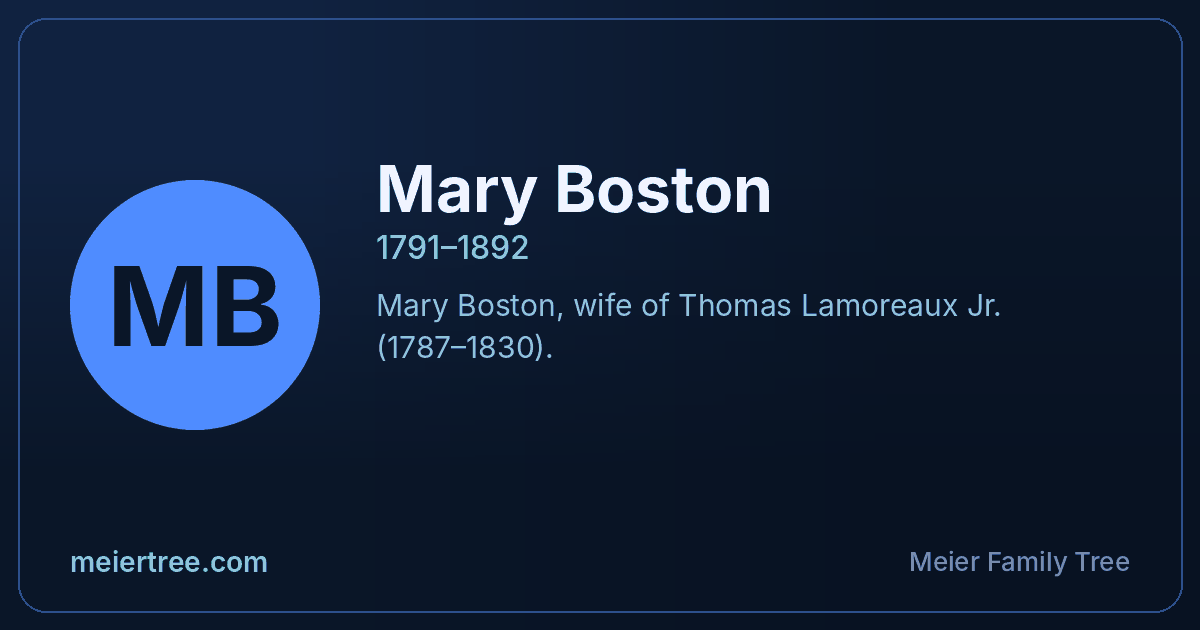 MB
Mary Boston
1791–1892
Mary Boston, wife of Thomas Lamoreaux Jr.
(1787–1830).
meiertree.com
Meier Family Tree